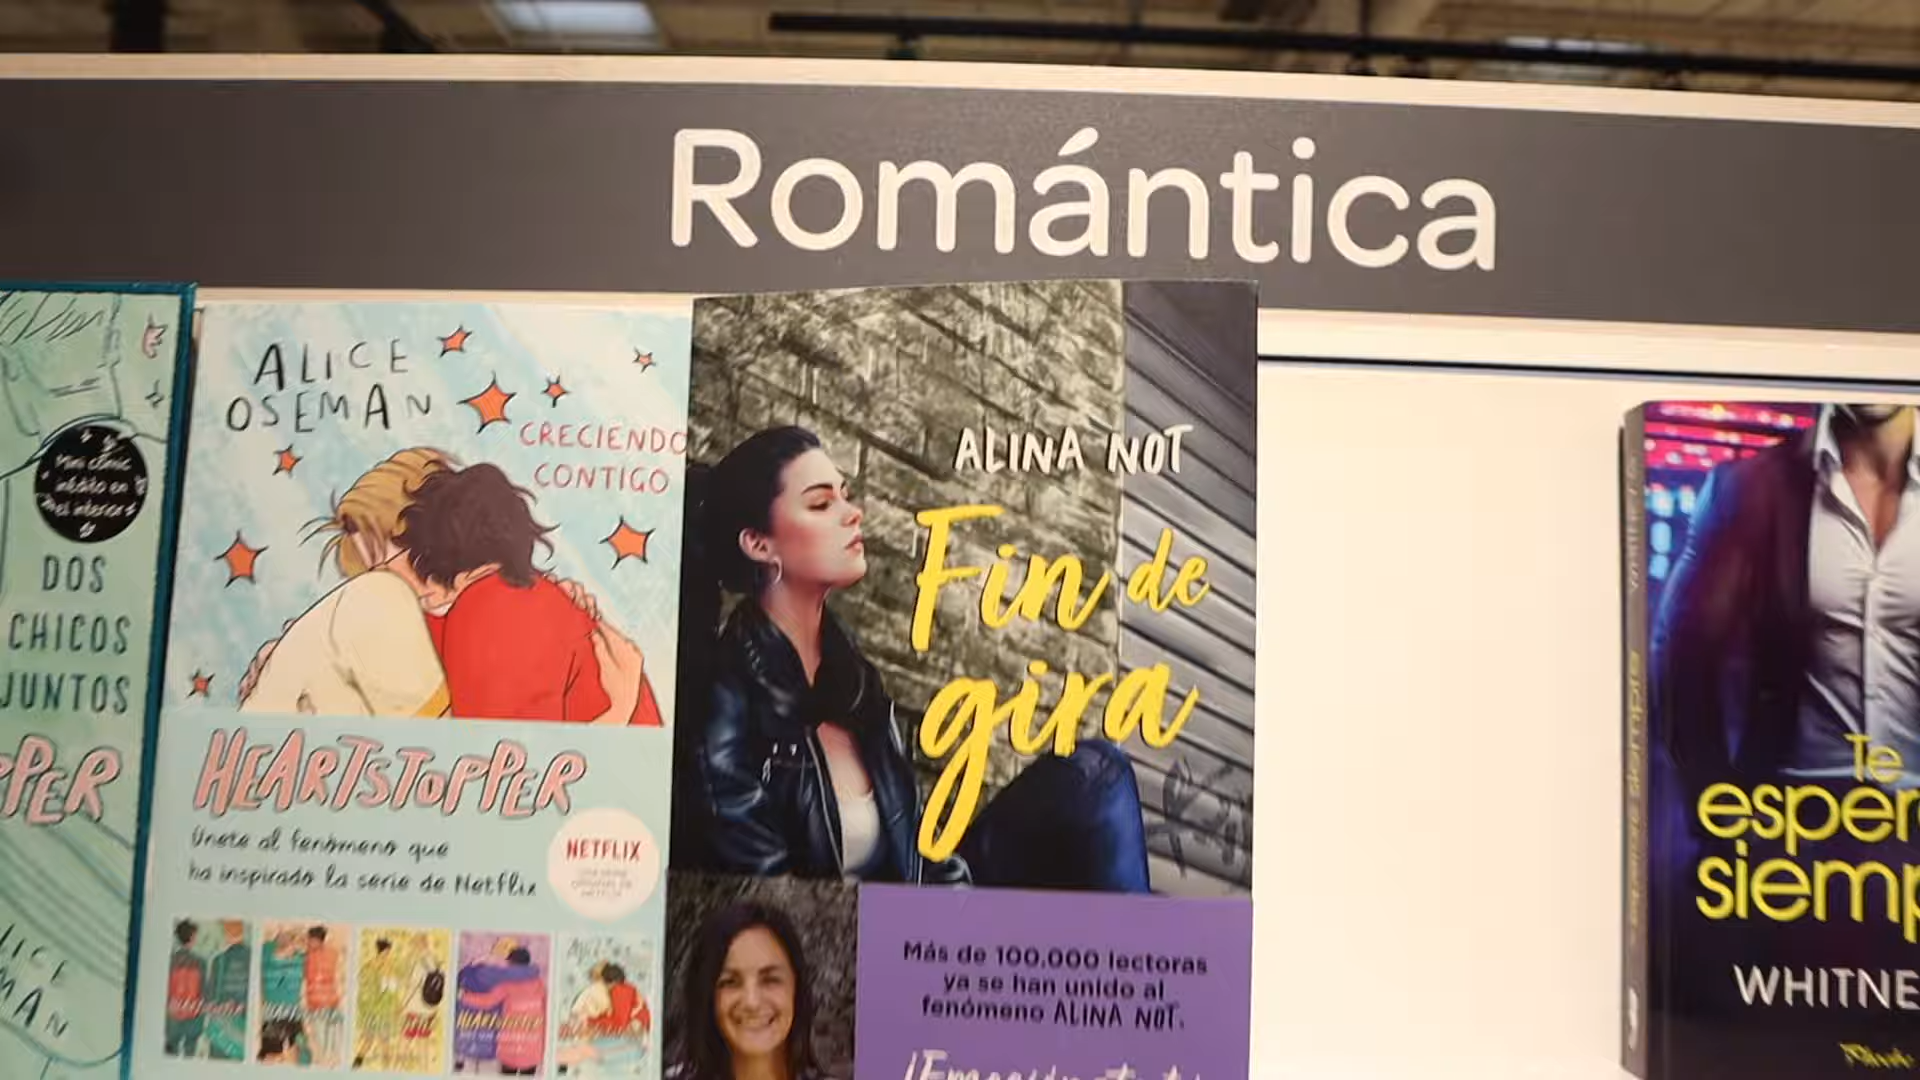 Romántica
Mini cómic
inédito en
el interior
DOS
CHICOS
JUNTOS
PER
ALICE
OSEMAN
CRECIENDO
CONTIGO
HEARTSTOPPER
Únete al fenómeno que
ha inspirado la serie de Netflix
NETFLIX
ALINA NOT
Fin de
gira
Más de 100.000 lectoras
ya se han unido al
fenómeno ALINA NOT.
Te
esper
siemp
WHITNE